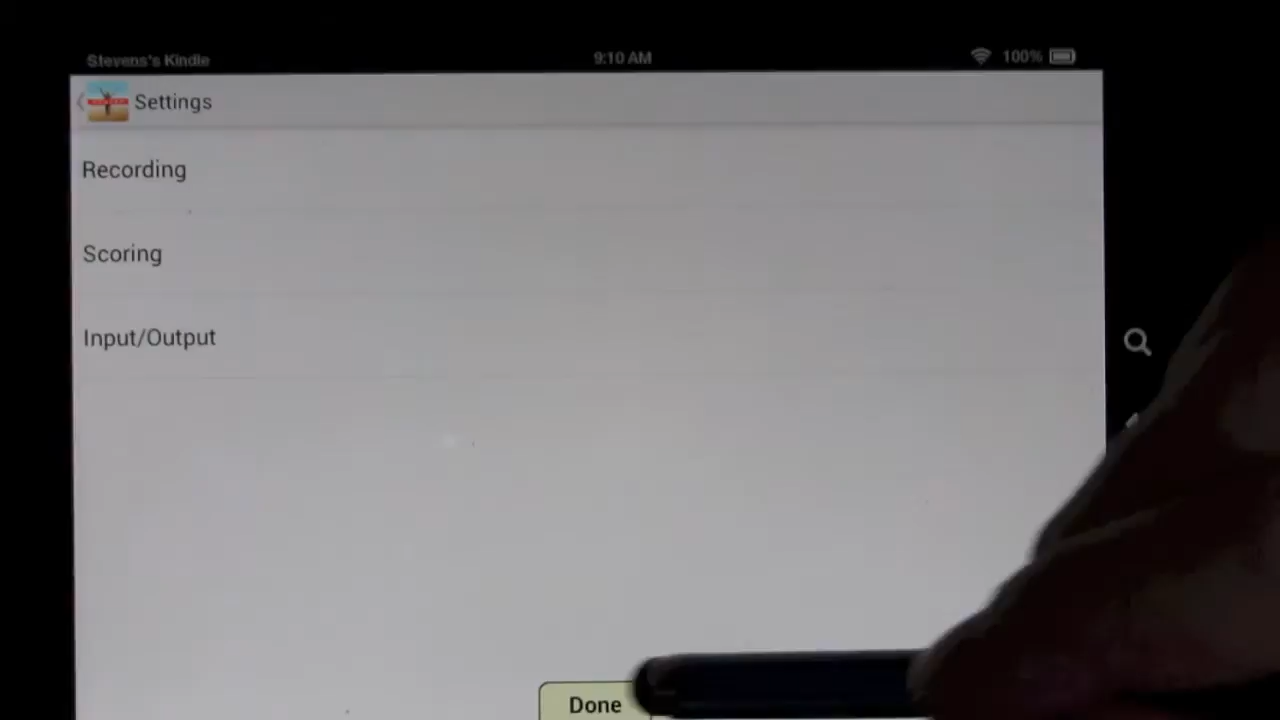 Stevens's Kindle 9:10 AM 100%
Settings
Recording
Scoring
Input/Output
Done